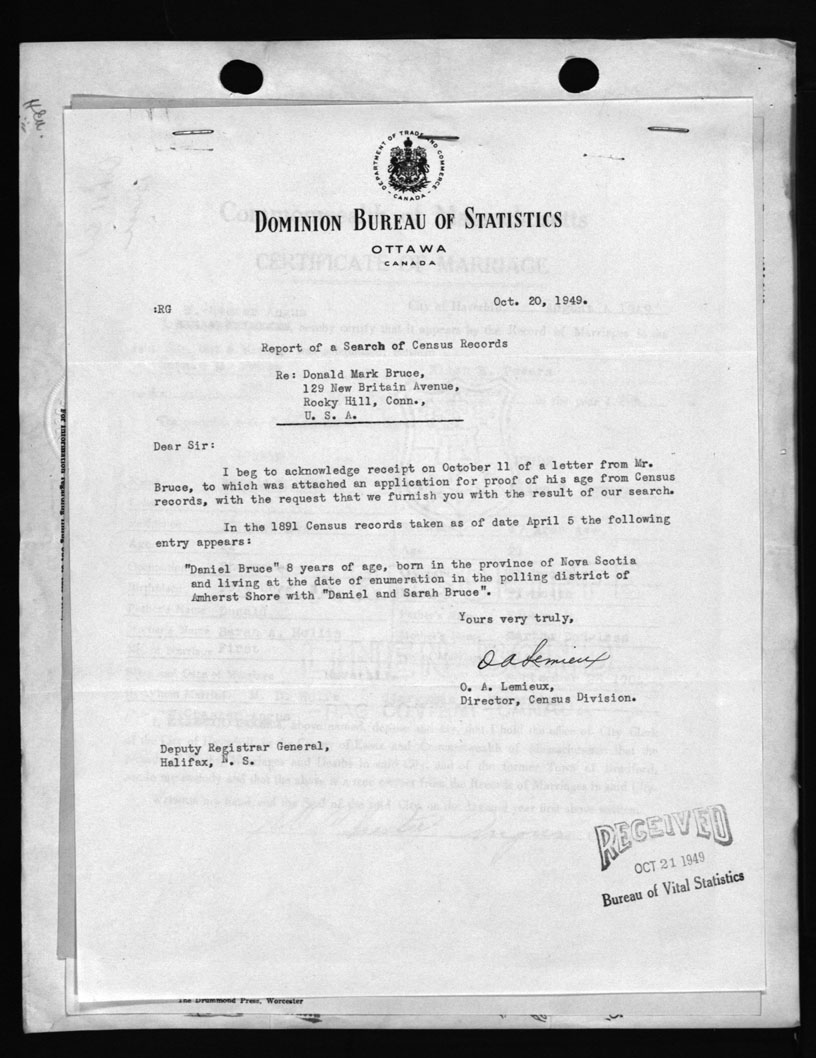 DEPARTMENT OF TRADE AND COMMERCE
CANADA
DOMINION BUREAU OF STATISTICS
OTTAWA
CANADA
CERTIFICATE OF MARRIAGE
:RG
Oct. 20, 1949.
Report of a Search of Census Records
Re: Donald Mark Bruce,
129 New Britain Avenue,
Rocky Hill, Conn.,
U. S. A.
Dear Sir:
I beg to acknowledge receipt on October 11 of a letter from Mr.
Bruce, to which was attached an application for proof of his age from Census
records, with the request that we furnish you with the result of our search.
In the 1891 Census records taken as of date April 5 the following
entry appears:
"Daniel Bruce" 8 years of age, born in the province of Nova Scotia
and living at the date of enumeration in the polling district of
Amherst Shore with "Daniel and Sarah Bruce".
Yours very truly,
O A Lemieux
O. A. Lemieux,
Director, Census Division.
Deputy Registrar General,
Halifax, N. S.
RECEIVED
OCT 21 1949
Bureau of Vital Statistics
The Drummond Press, Worcester